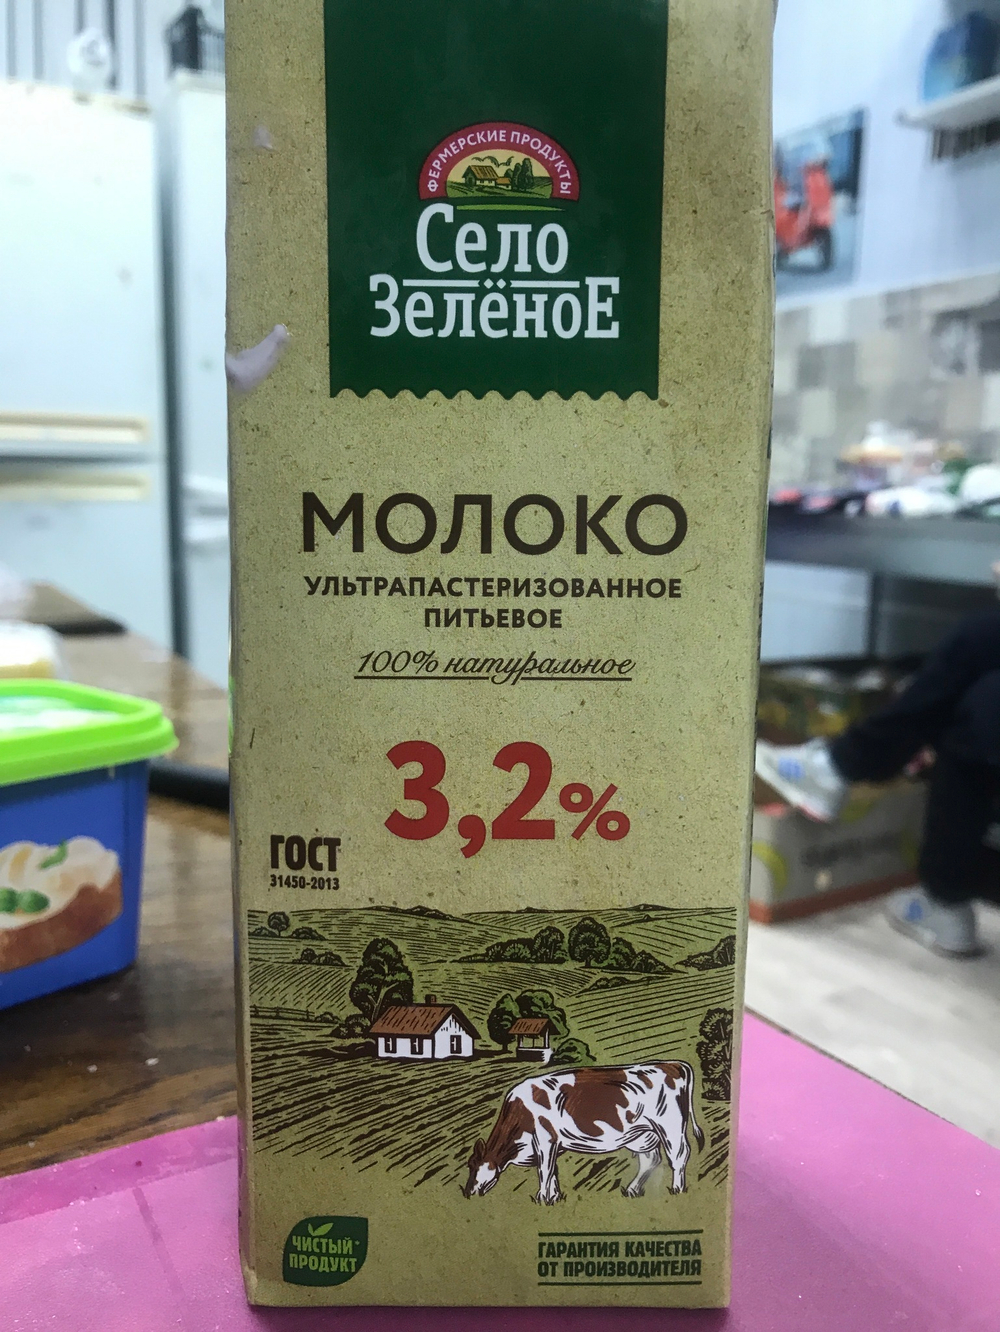 ФЕРМЕРСКИЕ ПРОДУКТЫ
Село
ЗелёноЕ
МОЛОКО
УЛЬТРАПАСТЕРИЗОВАННОЕ
ПИТЬЕВОЕ
100% натуральное
3,2%
ГОСТ
31450-2013
ЧИСТЫЙ*
ПРОДУКТ
ГАРАНТИЯ КАЧЕСТВА
ОТ ПРОИЗВОДИТЕЛЯ